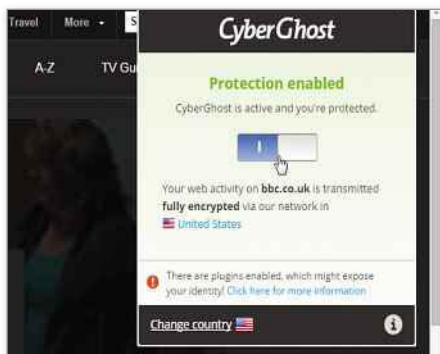 Travel More S
A-Z TV Gu
CyberGhost
Protection enabled
CyberGhost is active and you're protected.
Your web activity on bbc.co.uk is transmitted
fully encrypted via our network in
United States
There are plugins enabled, which might expose
your identity! Click here for more information
Change country